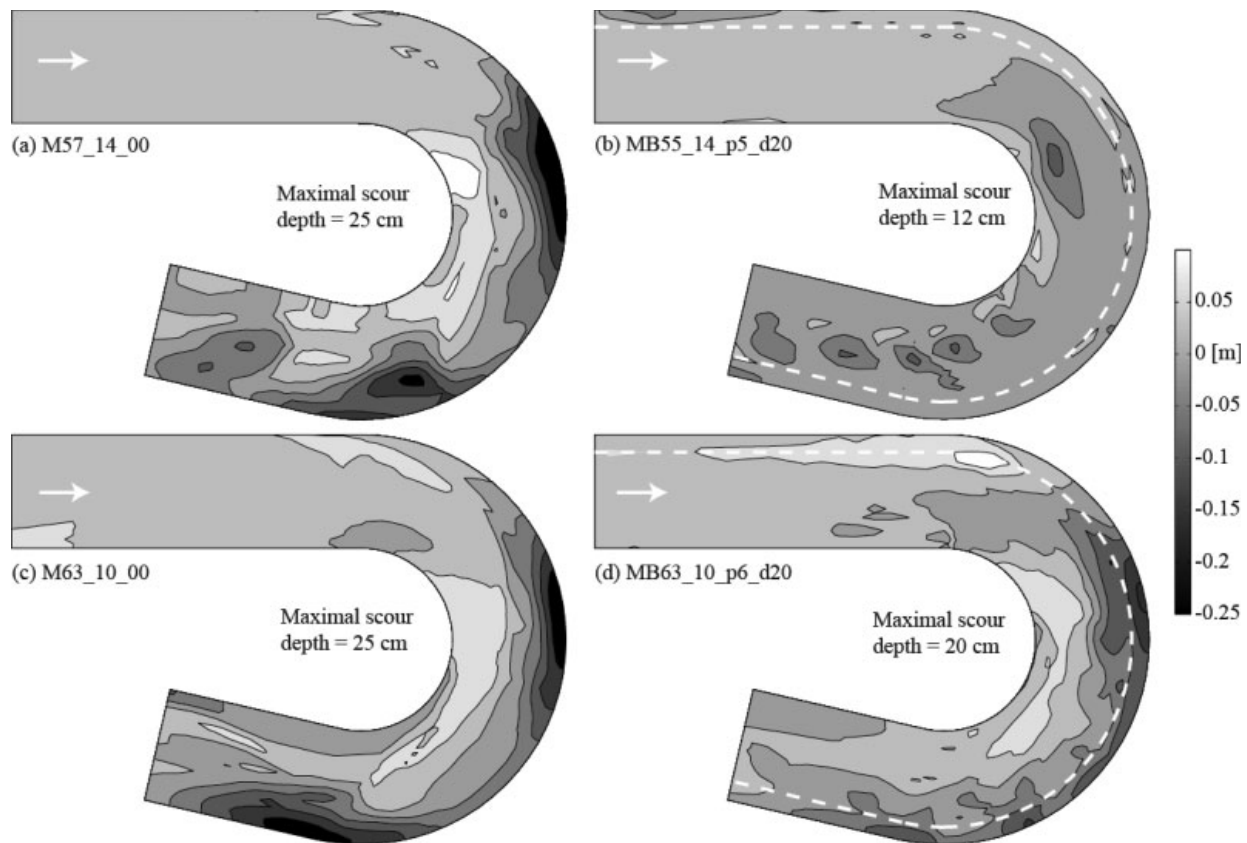 (a) M57_14_00
Maximal scour
depth = 25 cm
(b) MB55_14_p5_d20
Maximal scour
depth = 12 cm
(c) M63_10_00
Maximal scour
depth = 25 cm
(d) MB63_10_p6_d20
Maximal scour
depth = 20 cm
0.05
0 [m]
-0.05
-0.1
-0.15
-0.2
-0.25